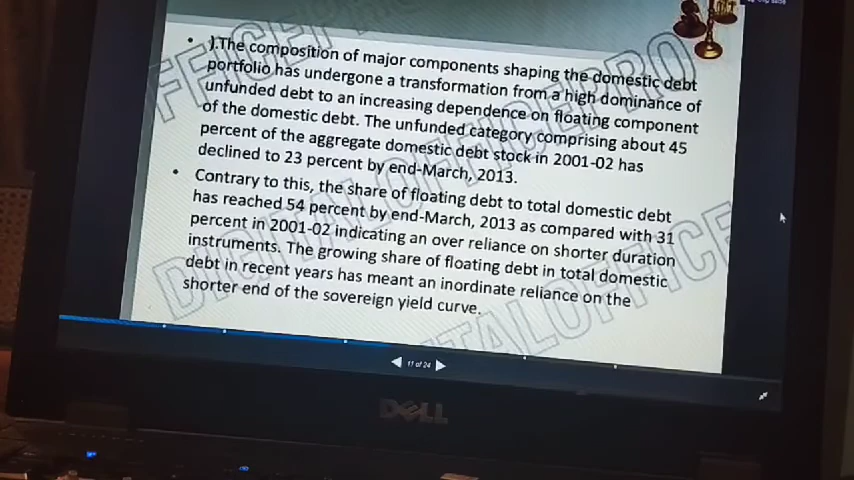 • ).The composition of major components shaping the domestic debt
portfolio has undergone a transformation from a high dominance of
unfunded debt to an increasing dependence on floating component
of the domestic debt. The unfunded category comprising about 45
percent of the aggregate domestic debt stock in 2001-02 has
declined to 23 percent by end-March, 2013.
• Contrary to this, the share of floating debt to total domestic debt
has reached 54 percent by end-March, 2013 as compared with 31
percent in 2001-02 indicating an over reliance on shorter duration
instruments. The growing share of floating debt in total domestic
debt in recent years has meant an inordinate reliance on the
shorter end of the sovereign yield curve.
DIGITALOFFICEPRO
DIGITALOFFICE
11 of 24
DELL